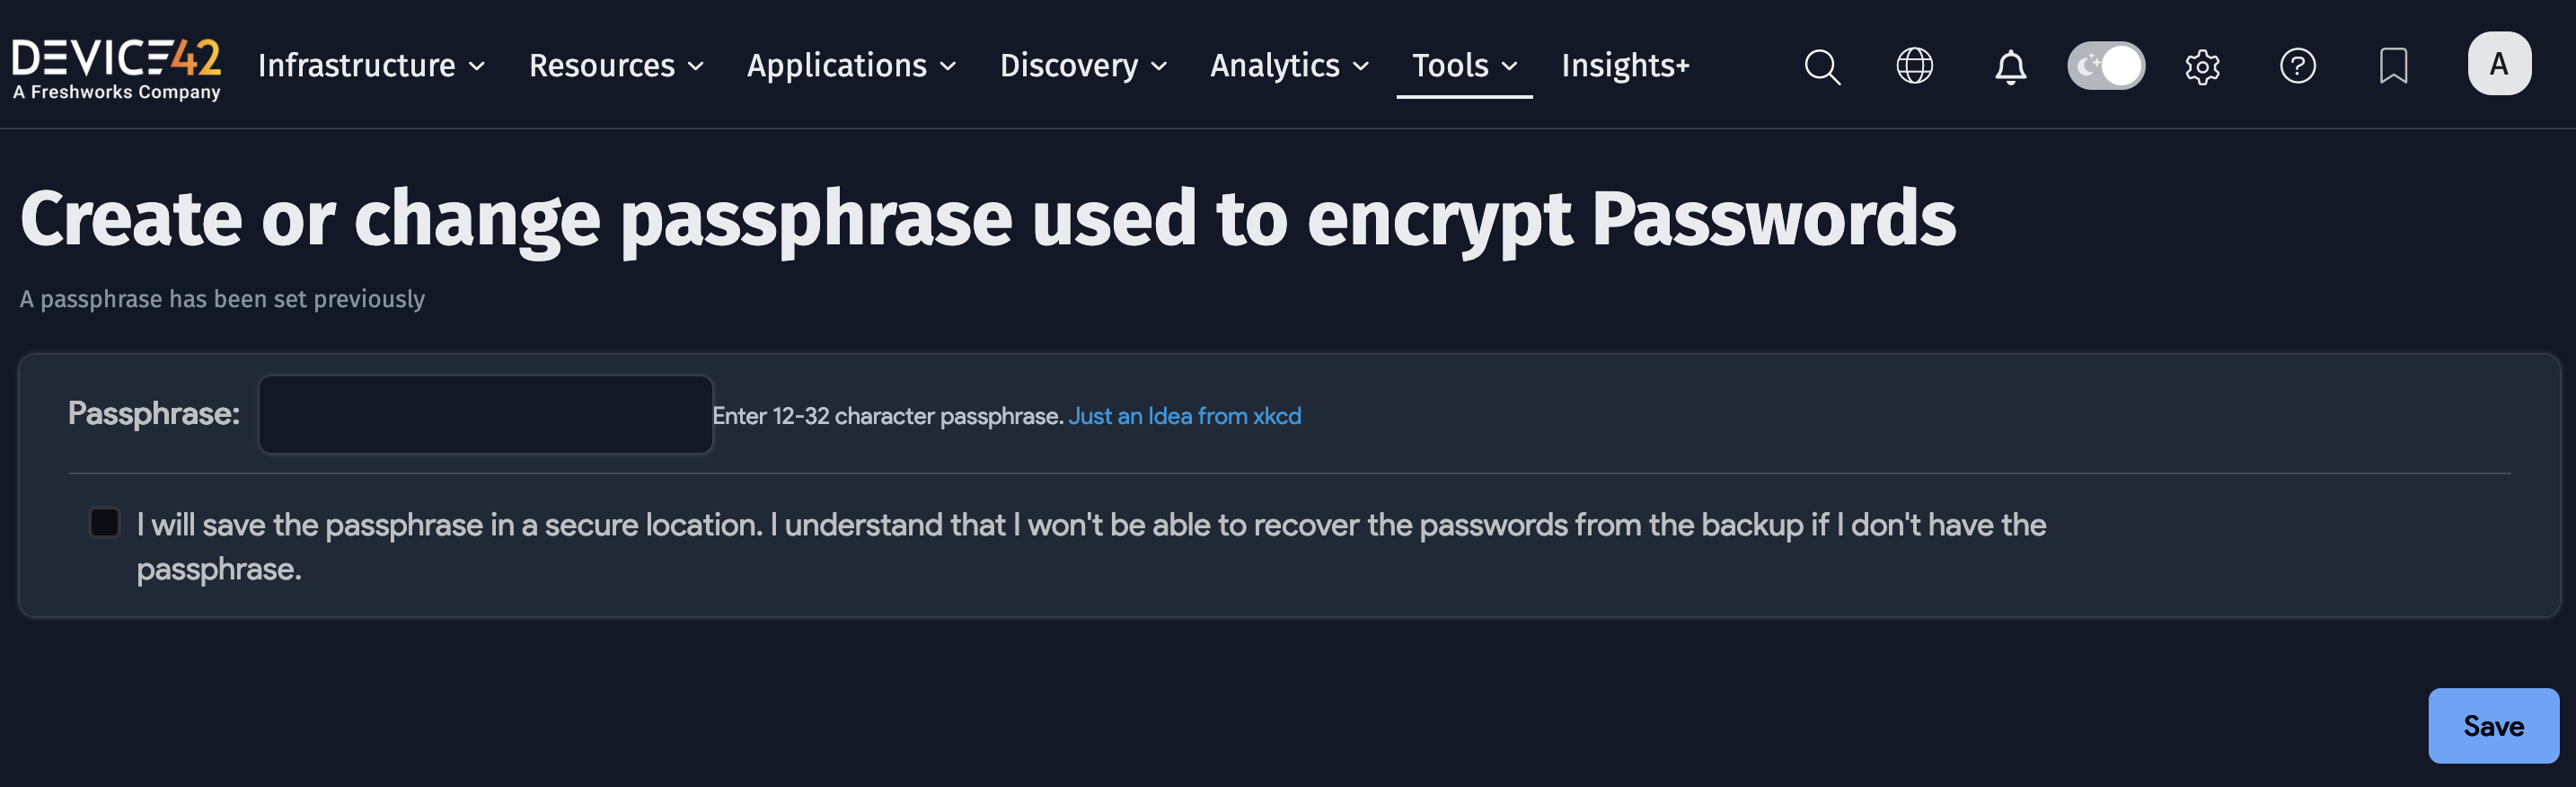 DEVICE42
A Freshworks Company
Infrastructure Resources Applications Discovery Analytics Tools Insights+
A
Create or change passphrase used to encrypt Passwords
A passphrase has been set previously
Passphrase: Enter 12-32 character passphrase. Just an Idea from xkcd
I will save the passphrase in a secure location. I understand that I won't be able to recover the passwords from the backup if I don't have the
passphrase.
Save